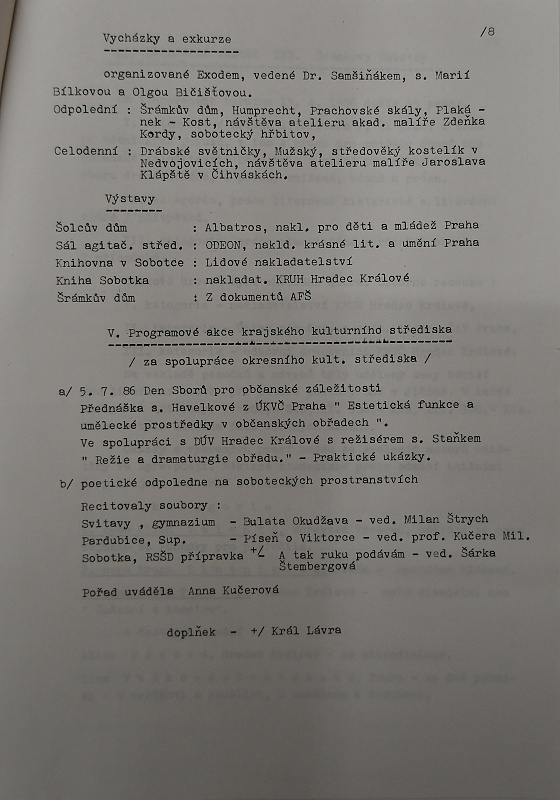 /8
Vycházky a exkurze
organizované Exodem, vedené Dr. Samšiňákem, s. Marií
Bílkovou a Olgou Bičišťovou.
Odpolední : Šrámkův dům, Humprecht, Prachovské skály, Plaká -
nek - Kost, návštěva atelieru akad. malíře Zdeňka
Kordy, sobotecký hřbitov,
Celodenní : Drábské světničky, Mužský, středověký kostelík v
Nedvojovicích, návštěva atelieru malíře Jaroslava
Klápště v Čihváskách.
Výstavy
Šolcův dům : Albatros, nakl. pro děti a mládež Praha
Sál agitač. střed. : ODEON, nakld. krásné lit. a umění Praha
Knihovna v Sobotce : Lidové nakladatelství
Kniha Sobotka : nakladat. KRUH Hradec Králové
Šrámkův dům : Z dokumentů AFŠ
V. Programové akce krajského kulturního střediska
/ za spolupráce okresního kult. střediska /
a/ 5. 7. 86 Den Sborů pro občanské záležitosti
Přednáška s. Havelkové z ÚKVČ Praha " Estetická funkce a
umělecké prostředky v občanských obřadech ".
Ve spolupráci s DÚV Hradec Králové s režisérem s. Staňkem
" Režie a dramaturgie obřadu." - Praktické ukázky.
b/ poetické odpoledne na soboteckých prostranstvích
Recitovaly soubory :
Svitavy , gymnazium - Bulata Okudžava - ved. Milan Štrych
Pardubice, Sup. - Píseň o Viktorce - ved. prof. Kučera Mil.
Sobotka, RSŠD přípravka +/ A tak ruku podávám - ved. Šárka
Štembergová
Pořad uváděla Anna Kučerová
doplňek - +/ Král Lávra